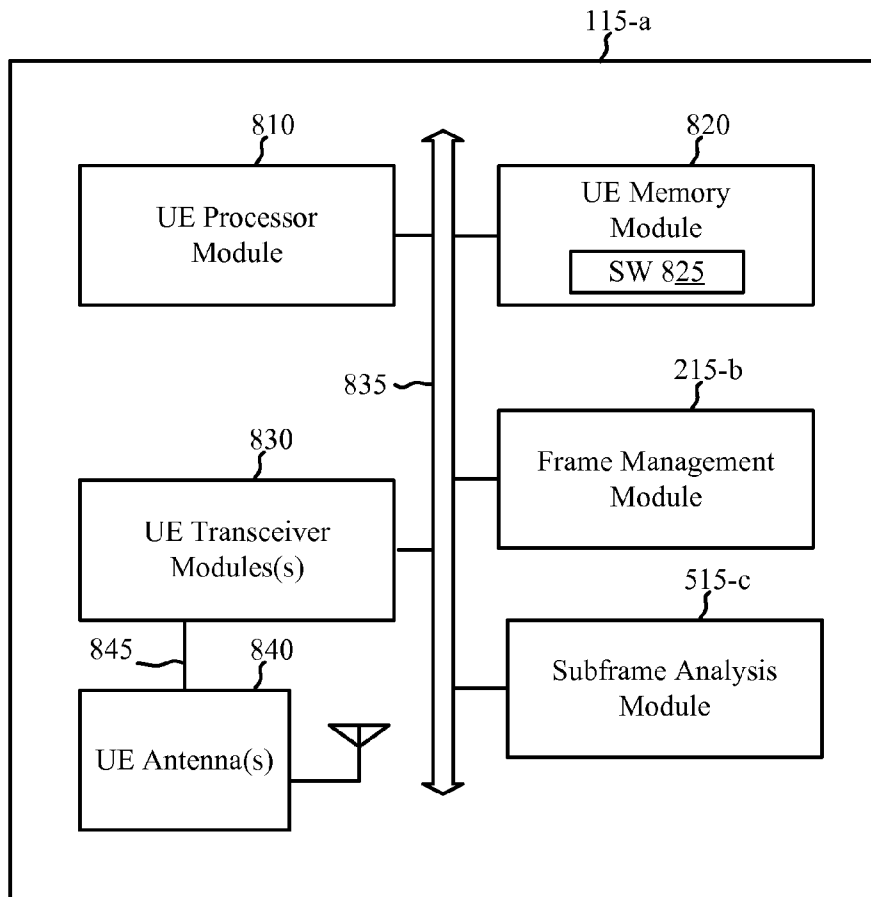 115-a
810
820
UE Processor
Module
UE Memory
Module
SW 825
835
215-b
Frame Management
Module
830
UE Transceiver
Modules(s)
515-c
Subframe Analysis
Module
845
840
UE Antenna(s)